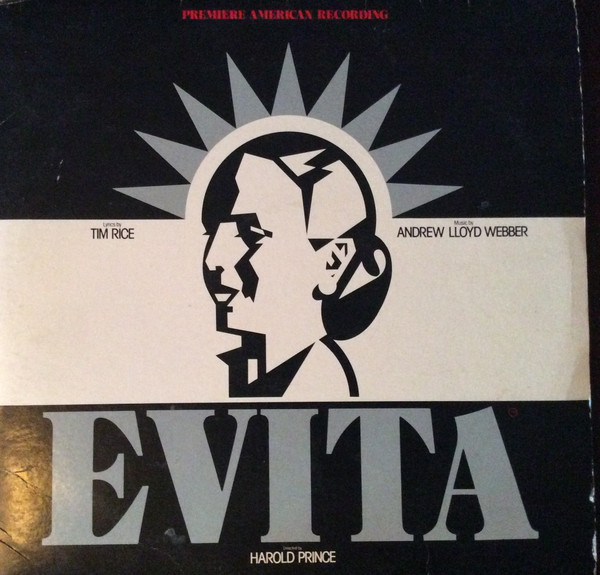 PREMIERE AMERICAN RECORDING
Lyrics by
TIM RICE
Music by
ANDREW LLOYD WEBBER
EVITA
Directed by
HAROLD PRINCE